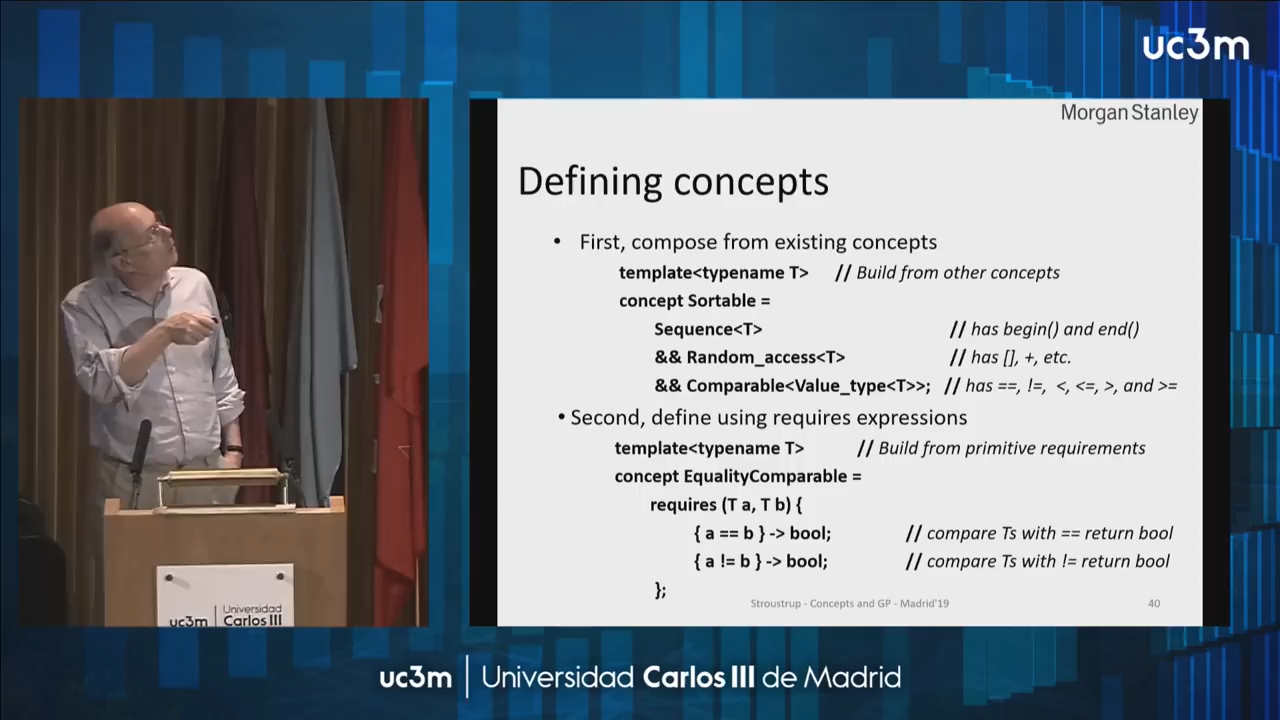 uc3m
Morgan Stanley
Defining concepts
• First, compose from existing concepts
template<typename T> // Build from other concepts
concept Sortable =
Sequence<T> // has begin() and end()
&& Random_access<T> // has [], +, etc.
&& Comparable<Value_type<T>>; // has ==, !=, <, <=, >, and >=
• Second, define using requires expressions
template<typename T> // Build from primitive requirements
concept EqualityComparable =
requires (T a, T b) {
{ a == b } -> bool; // compare Ts with == return bool
{ a != b } -> bool; // compare Ts with != return bool
};
Stroustrup - Concepts and GP - Madrid'19 40
uc3m Universidad
Carlos III
uc3m Universidad Carlos III de Madrid